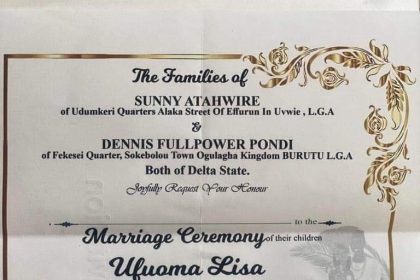 The Families of
SUNNY ATAHWIRE
of Udumkeri Quarters Alaka Street Of Effurun In Uvwie , L.G.A
&
DENNIS FULLPOWER PONDI
of Fekesei Quarter, Sokebolou Town Ogulagha Kingdom BURUTU L.G.A
Both of Delta State.
Joyfully Request Your Honour
to the
Marriage Ceremony of their children
Ufuoma Lisa